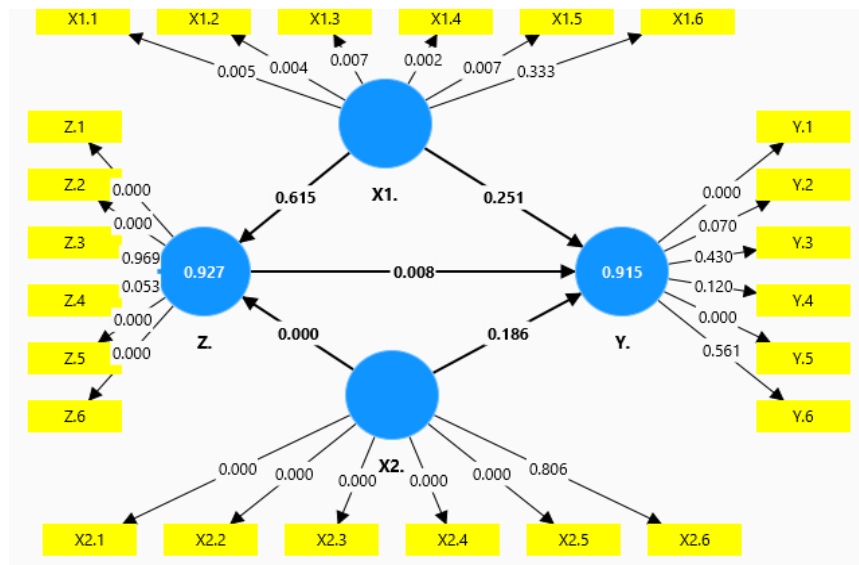 X1.1 X1.2 X1.3 X1.4 X1.5 X1.6
0.005 0.004 0.007 0.002 0.007 0.333
Z.1
Z.2
Z.3
Z.4
Z.5
Z.6
0.000
0.000
0.969
0.053
0.000
0.000
X1.
0.615
0.251
0.927
0.008
0.915
Z.
Y.
0.000
0.186
Y.1
Y.2
Y.3
Y.4
Y.5
Y.6
0.000
0.070
0.430
0.120
0.000
0.561
X2.
0.000 0.000 0.000 0.000 0.000 0.806
X2.1 X2.2 X2.3 X2.4 X2.5 X2.6